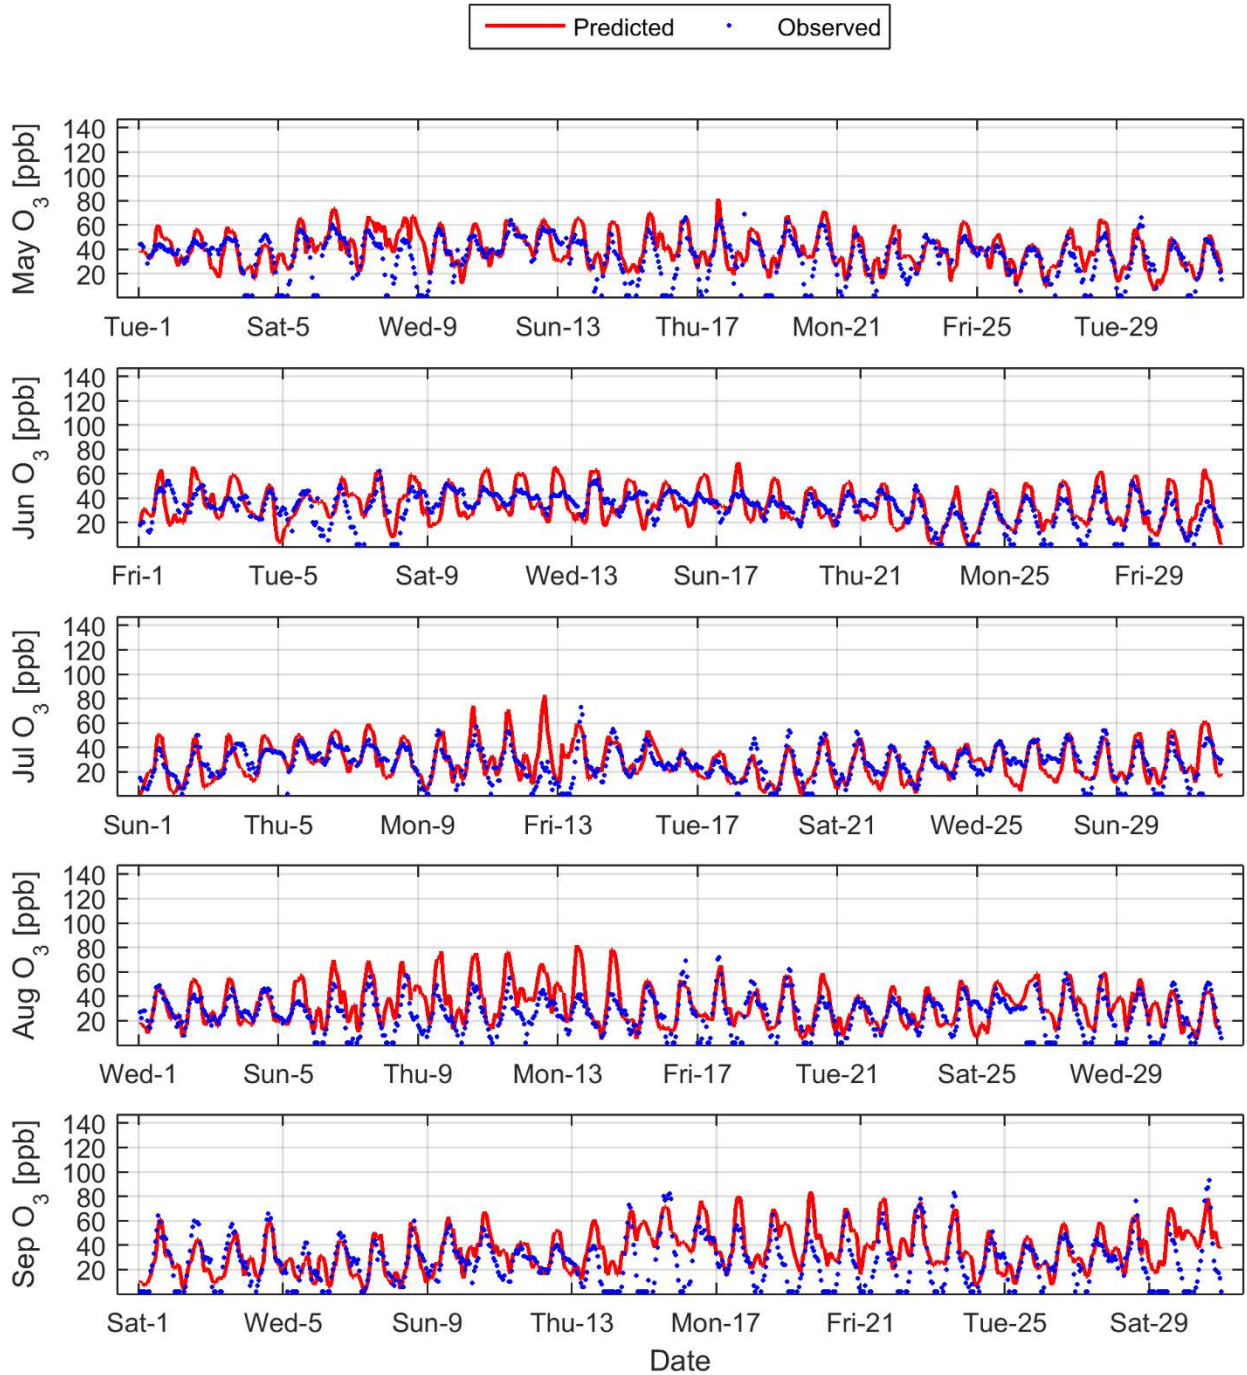 Predicted Observed
140
120
100
80
60
40
20
May O3 [ppb]
Tue-1 Sat-5 Wed-9 Sun-13 Thu-17 Mon-21 Fri-25 Tue-29
140
120
100
80
60
40
20
Jun O3 [ppb]
Fri-1 Tue-5 Sat-9 Wed-13 Sun-17 Thu-21 Mon-25 Fri-29
140
120
100
80
60
40
20
Jul O3 [ppb]
Sun-1 Thu-5 Mon-9 Fri-13 Tue-17 Sat-21 Wed-25 Sun-29
140
120
100
80
60
40
20
Aug O3 [ppb]
Wed-1 Sun-5 Thu-9 Mon-13 Fri-17 Tue-21 Sat-25 Wed-29
140
120
100
80
60
40
20
Sep O3 [ppb]
Sat-1 Wed-5 Sun-9 Thu-13 Mon-17 Fri-21 Tue-25 Sat-29
Date